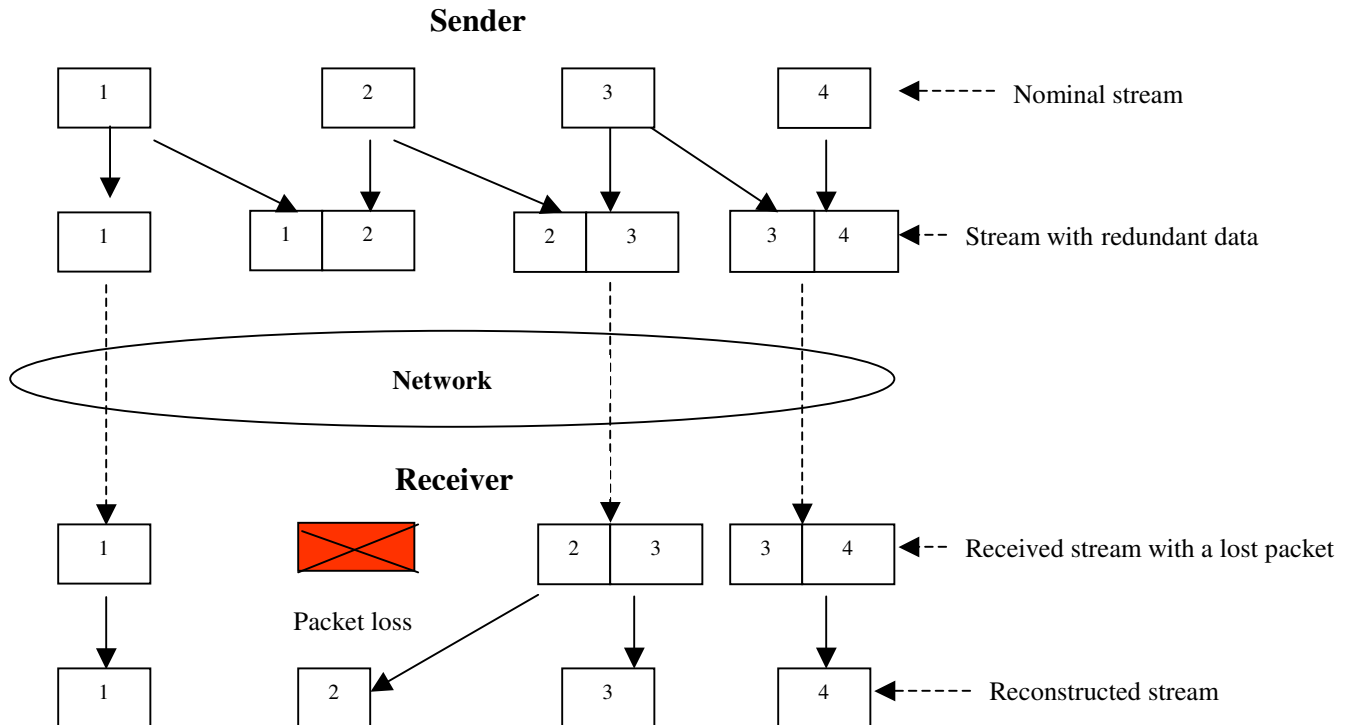 Sender
1 2 3 4 Nominal stream
1 1 2 2 3 3 4 Stream with redundant data
Network
Receiver
1 2 3 3 4 Received stream with a lost packet
Packet loss
1 2 3 4 Reconstructed stream